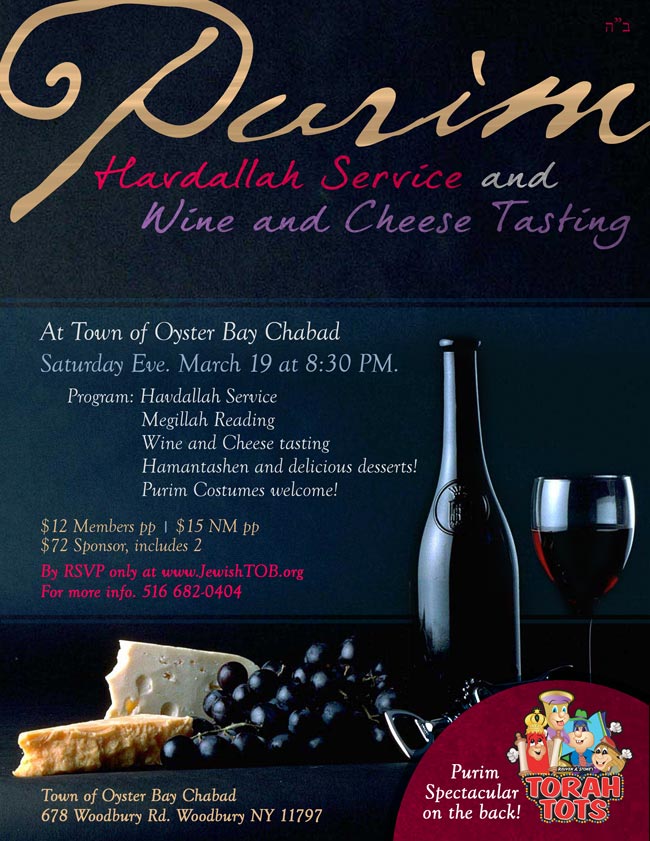 ב"ה
Purim
Havdallah Service and
Wine and Cheese Tasting
At Town of Oyster Bay Chabad
Saturday Eve. March 19 at 8:30 PM.
Program: Havdallah Service
Megillah Reading
Wine and Cheese tasting
Hamantashen and delicious desserts!
Purim Costumes welcome!
$12 Members pp | $15 NM pp
$72 Sponsor, includes 2
By RSVP only at www.JewishTOB.org
For more info. 516 682-0404
Town of Oyster Bay Chabad
678 Woodbury Rd. Woodbury NY 11797
Purim
Spectacular
on the back!
TORAH
TOTS